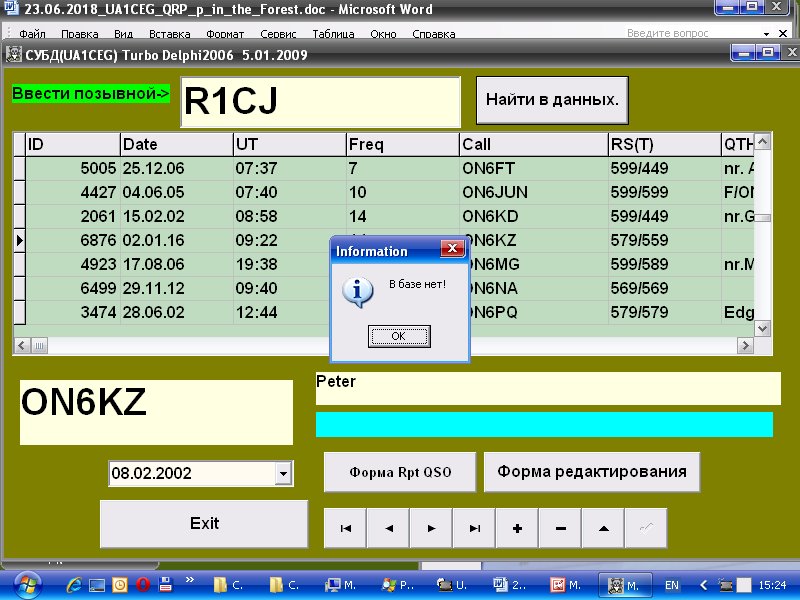 23.06.2018_UA1CEG_QRP_p_in_the_Forest.doc - Microsoft Word
Файл Правка Вид Вставка Формат Сервис Таблица Окно Справка Введите вопрос
СУБД(UA1CEG) Turbo Delphi2006 5.01.2009
Ввести позывной-> R1CJ Найти в данных.
ID Date UT Freq Call RS(T) QTH
5005 25.12.06 07:37 7 ON6FT 599/449 nr.
4427 04.06.05 07:40 10 ON6JUN 599/599 F/ON
2061 15.02.02 08:58 14 ON6KD 599/449 nr.G
6876 02.01.16 09:22 ON6KZ 579/559
4923 17.08.06 19:38 ON6MG 599/589 nr.M
6499 29.11.12 09:40 ON6NA 569/569
3474 28.06.02 12:44 ON6PQ 579/579 Edg
Information
В базе нет!
OK
ON6KZ
Peter
08.02.2002
Форма Rpt QSO Форма редактирования
Exit
С. С. М. Р.. U. 2.. М. М. EN 15:24